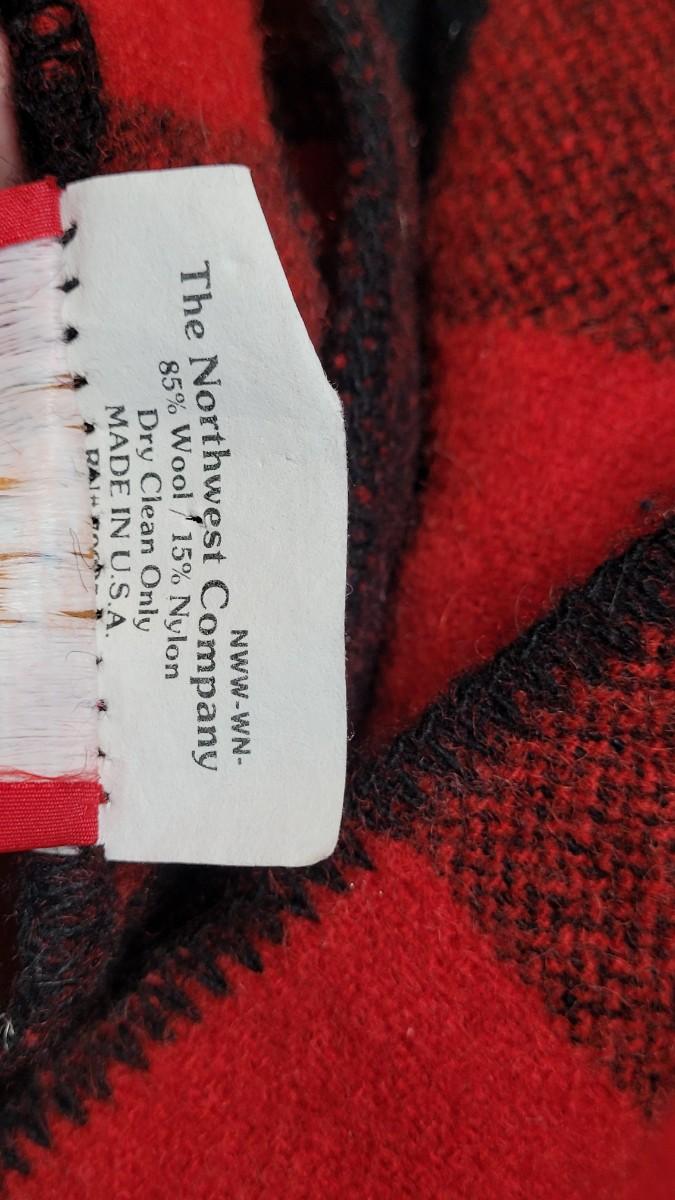 NWW-WN-
The Northwest Company
85% Wool / 15% Nylon
Dry Clean Only
MADE IN U.S.A.